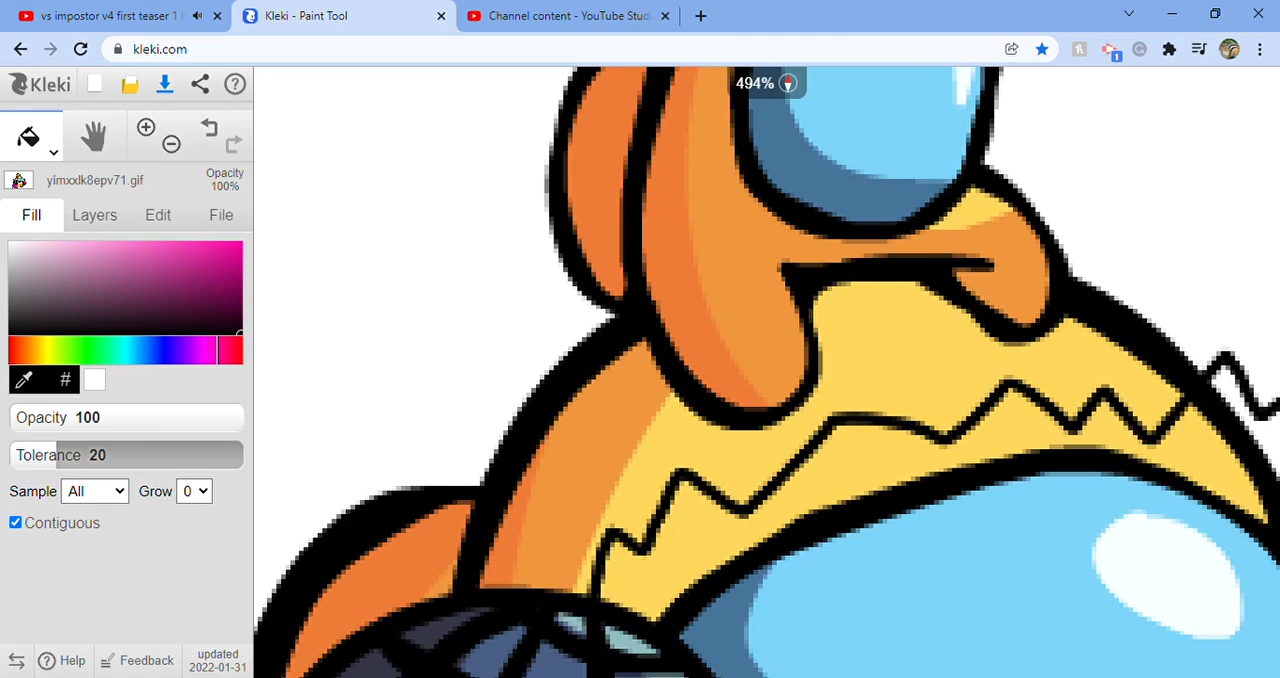 vs impostor v4 first teaser 1
Kleki - Paint Tool
Channel content - YouTube Studi
kleki.com
1
Kleki
494%
yimxxlk8epv71.gif
Opacity
100%
Fill
Layers
Edit
File
#
Opacity 100
Tolerance 20
Sample All
Grow 0
Contiguous
Help
Feedback
updated
2022-01-31